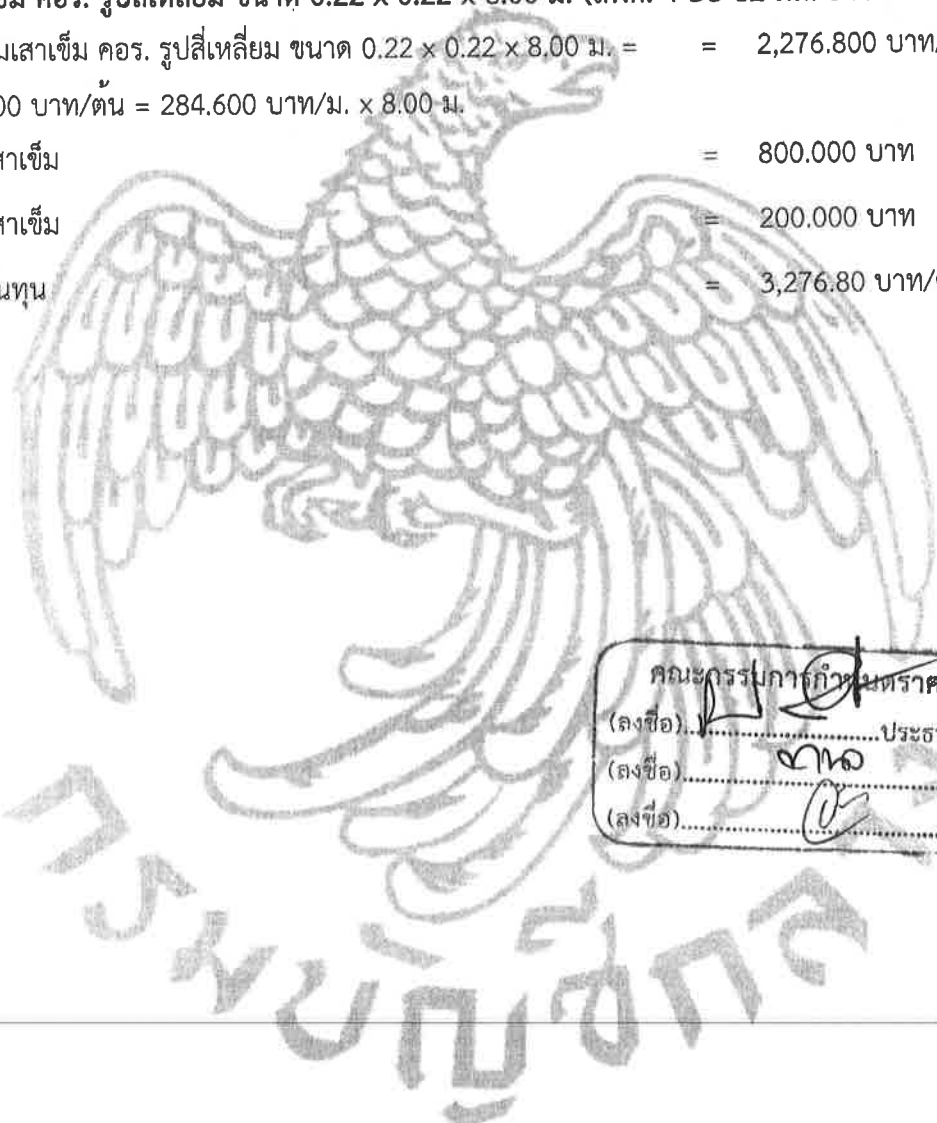 คอร. รูปสี่เหลี่ยม ขนาด 0.22 x 0.22 x 8.00 ม.
มเสาเข็ม คอร. รูปสี่เหลี่ยม ขนาด 0.22 x 0.22 x 8.00 ม. = = 2,276.800 บาท/
00 บาท/ต้น = 284.600 บาท/ม. x 8.00 ม.
สาเข็ม = 800.000 บาท
สาเข็ม = 200.000 บาท
นทุน = 3,276.80 บาท/
คณะกรรมการกำหนดราค
(ลงชื่อ)....................ประธา
(ลงชื่อ)....................
(ลงชื่อ)....................
กรมบัญชีกลาง